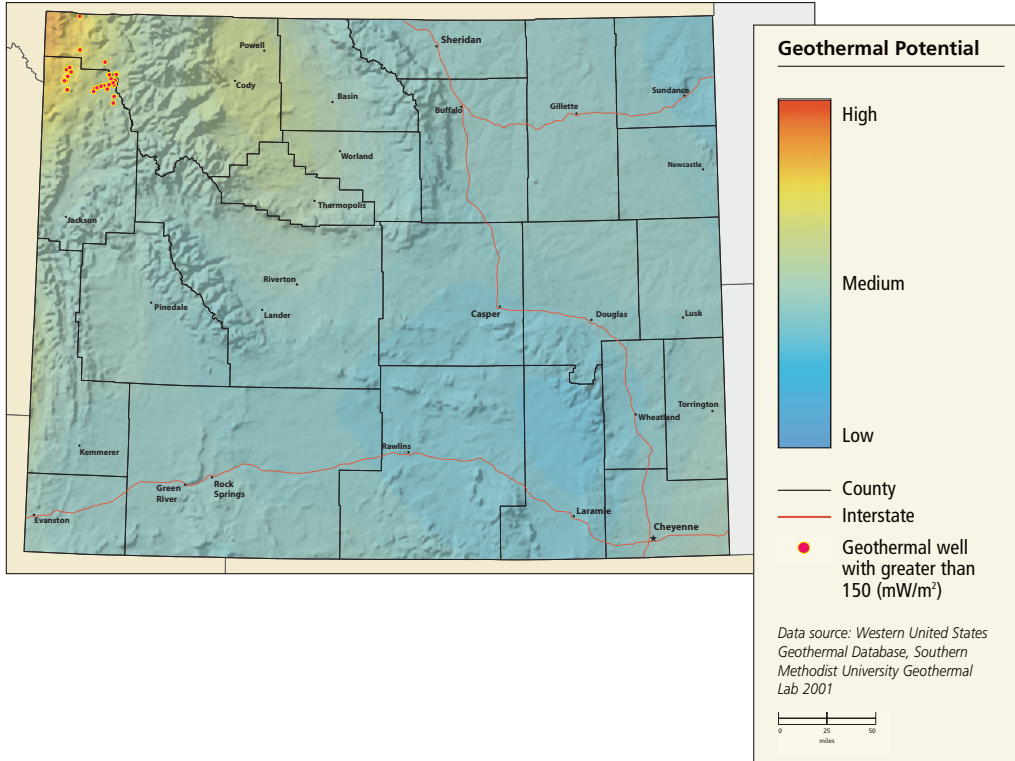 Sheridan
Powell
Cody
Basin
Buffalo
Gillette
Sundance
Worland
Newcastle
Thermopolis
Jackson
Riverton
Pinedale
Lander
Casper
Douglas
Lusk
Torrington
Wheatland
Kemmerer
Rawlins
Green
River
Rock
Springs
Evanston
Laramie
Cheyenne
Geothermal Potential
High
Medium
Low
County
Interstate
Geothermal well
with greater than
150 (mW/m²)
Data source: Western United States
Geothermal Database, Southern
Methodist University Geothermal
Lab 2001
0 25 50
miles